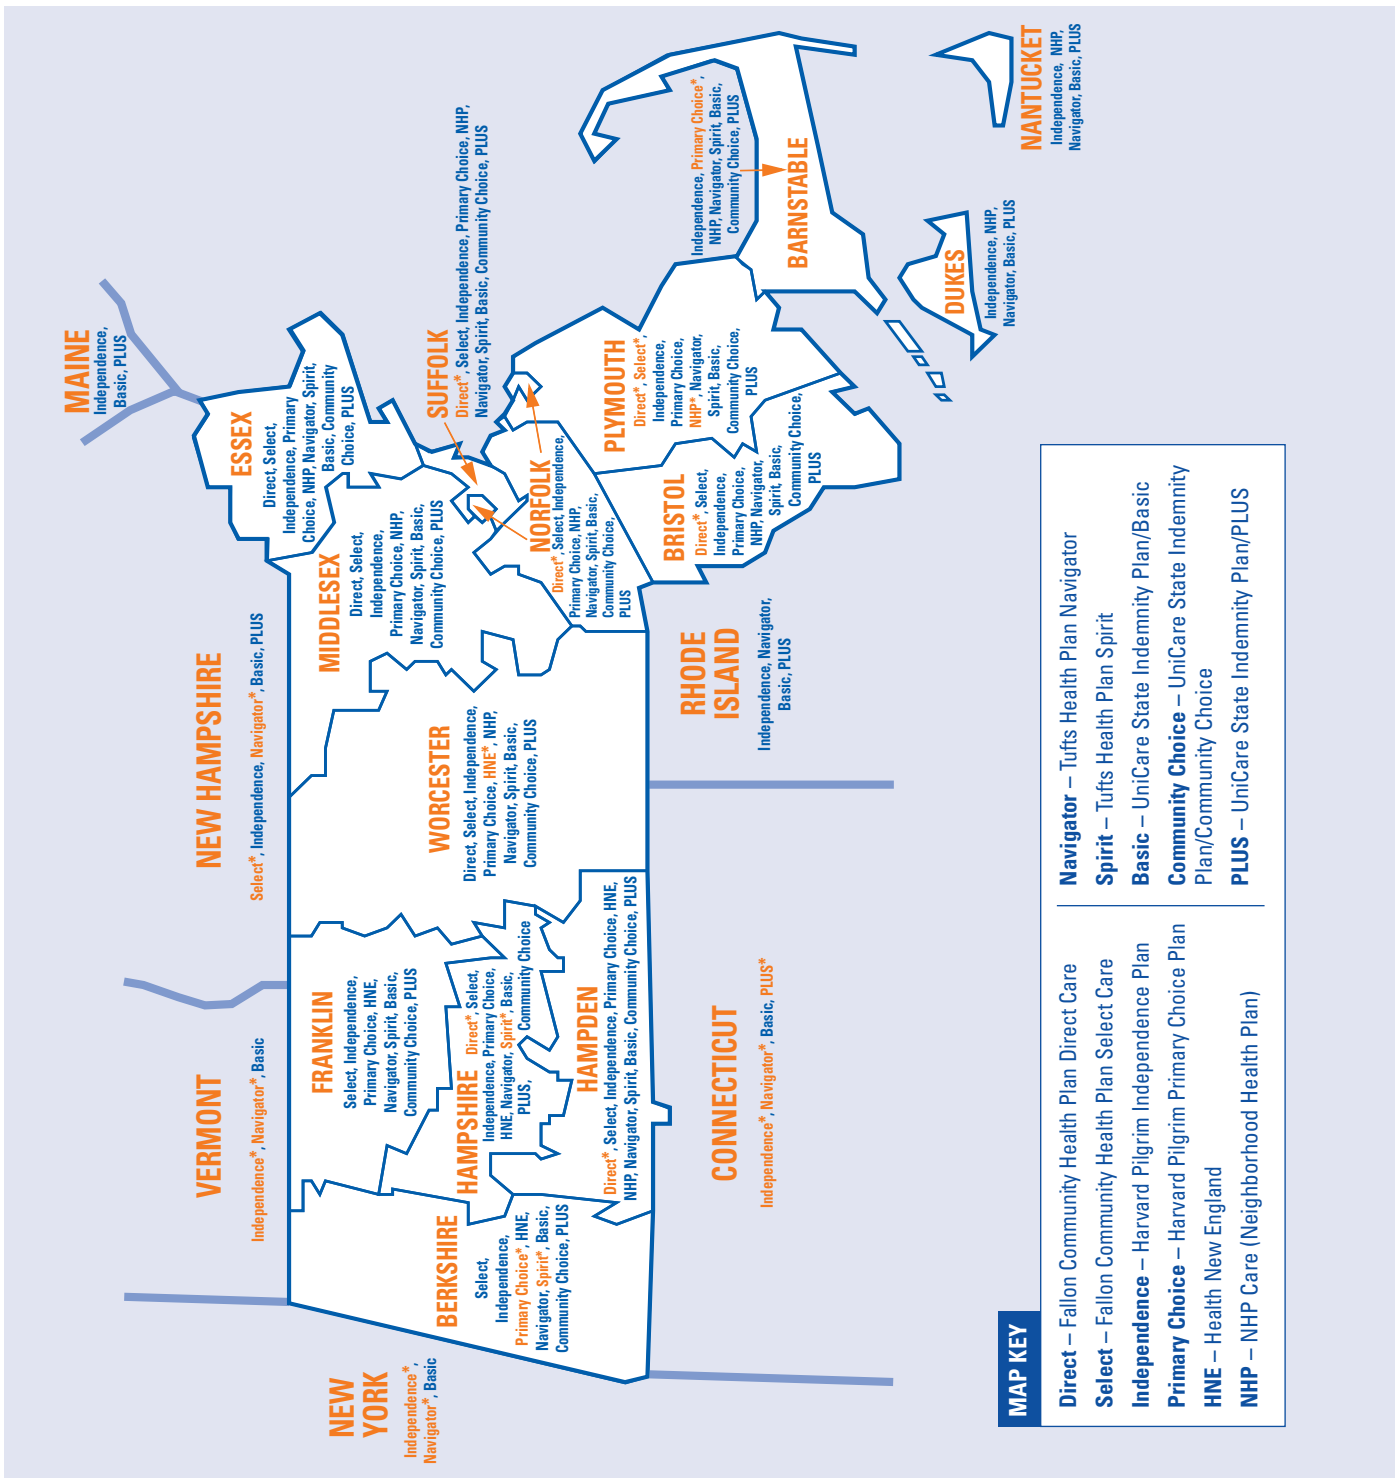 MAINE
Independence,
Basic, PLUS
NEW HAMPSHIRE
Select*, Independence, Navigator*, Basic, PLUS
VERMONT
Independence*, Navigator*, Basic
NEW
YORK
Independence*,
Navigator*, Basic
BERKSHIRE
Select,
Independence,
Primary Choice*, HNE,
Navigator, Spirit*, Basic,
Community Choice, PLUS
FRANKLIN
Select, Independence,
Primary Choice, HNE,
Navigator, Spirit, Basic,
Community Choice, PLUS
HAMPSHIRE
Direct*, Select,
Independence, Primary Choice,
HNE, Navigator, Spirit*, Basic,
PLUS, Community Choice
HAMPDEN
Direct*, Select, Independence, Primary Choice, HNE,
NHP, Navigator, Spirit, Basic, Community Choice, PLUS
WORCESTER
Direct, Select, Independence,
Primary Choice, HNE*, NHP,
Navigator, Spirit, Basic,
Community Choice, PLUS
MIDDLESEX
Direct, Select,
Independence,
Primary Choice, NHP,
Navigator, Spirit, Basic,
Community Choice, PLUS
ESSEX
Direct, Select,
Independence, Primary
Choice, NHP, Navigator, Spirit,
Basic, Community
Choice, PLUS
SUFFOLK
Direct*, Select, Independence, Primary Choice, NHP,
Navigator, Spirit, Basic, Community Choice, PLUS
NORFOLK
Direct*, Select, Independence,
Primary Choice, NHP,
Navigator, Spirit, Basic,
Community Choice,
PLUS
PLYMOUTH
Direct*, Select*,
Independence,
Primary Choice,
NHP*, Navigator,
Spirit, Basic,
Community Choice,
PLUS
BRISTOL
Direct*, Select,
Independence,
Primary Choice,
NHP, Navigator,
Spirit, Basic,
Community Choice,
PLUS
Independence, Primary Choice*,
NHP, Navigator, Spirit, Basic,
Community Choice, PLUS
BARNSTABLE
DUKES
Independence, NHP,
Navigator, Basic, PLUS
NANTUCKET
Independence, NHP,
Navigator, Basic, PLUS
RHODE
ISLAND
Independence, Navigator,
Basic, PLUS
CONNECTICUT
Independence*, Navigator*, Basic, PLUS*
MAP KEY
Direct – Fallon Community Health Plan Direct Care
Select – Fallon Community Health Plan Select Care
Independence – Harvard Pilgrim Independence Plan
Primary Choice – Harvard Pilgrim Primary Choice Plan
HNE – Health New England
NHP – NHP Care (Neighborhood Health Plan)
Navigator – Tufts Health Plan Navigator
Spirit – Tufts Health Plan Spirit
Basic – UniCare State Indemnity Plan/Basic
Community Choice – UniCare State Indemnity
Plan/Community Choice
PLUS – UniCare State Indemnity Plan/PLUS